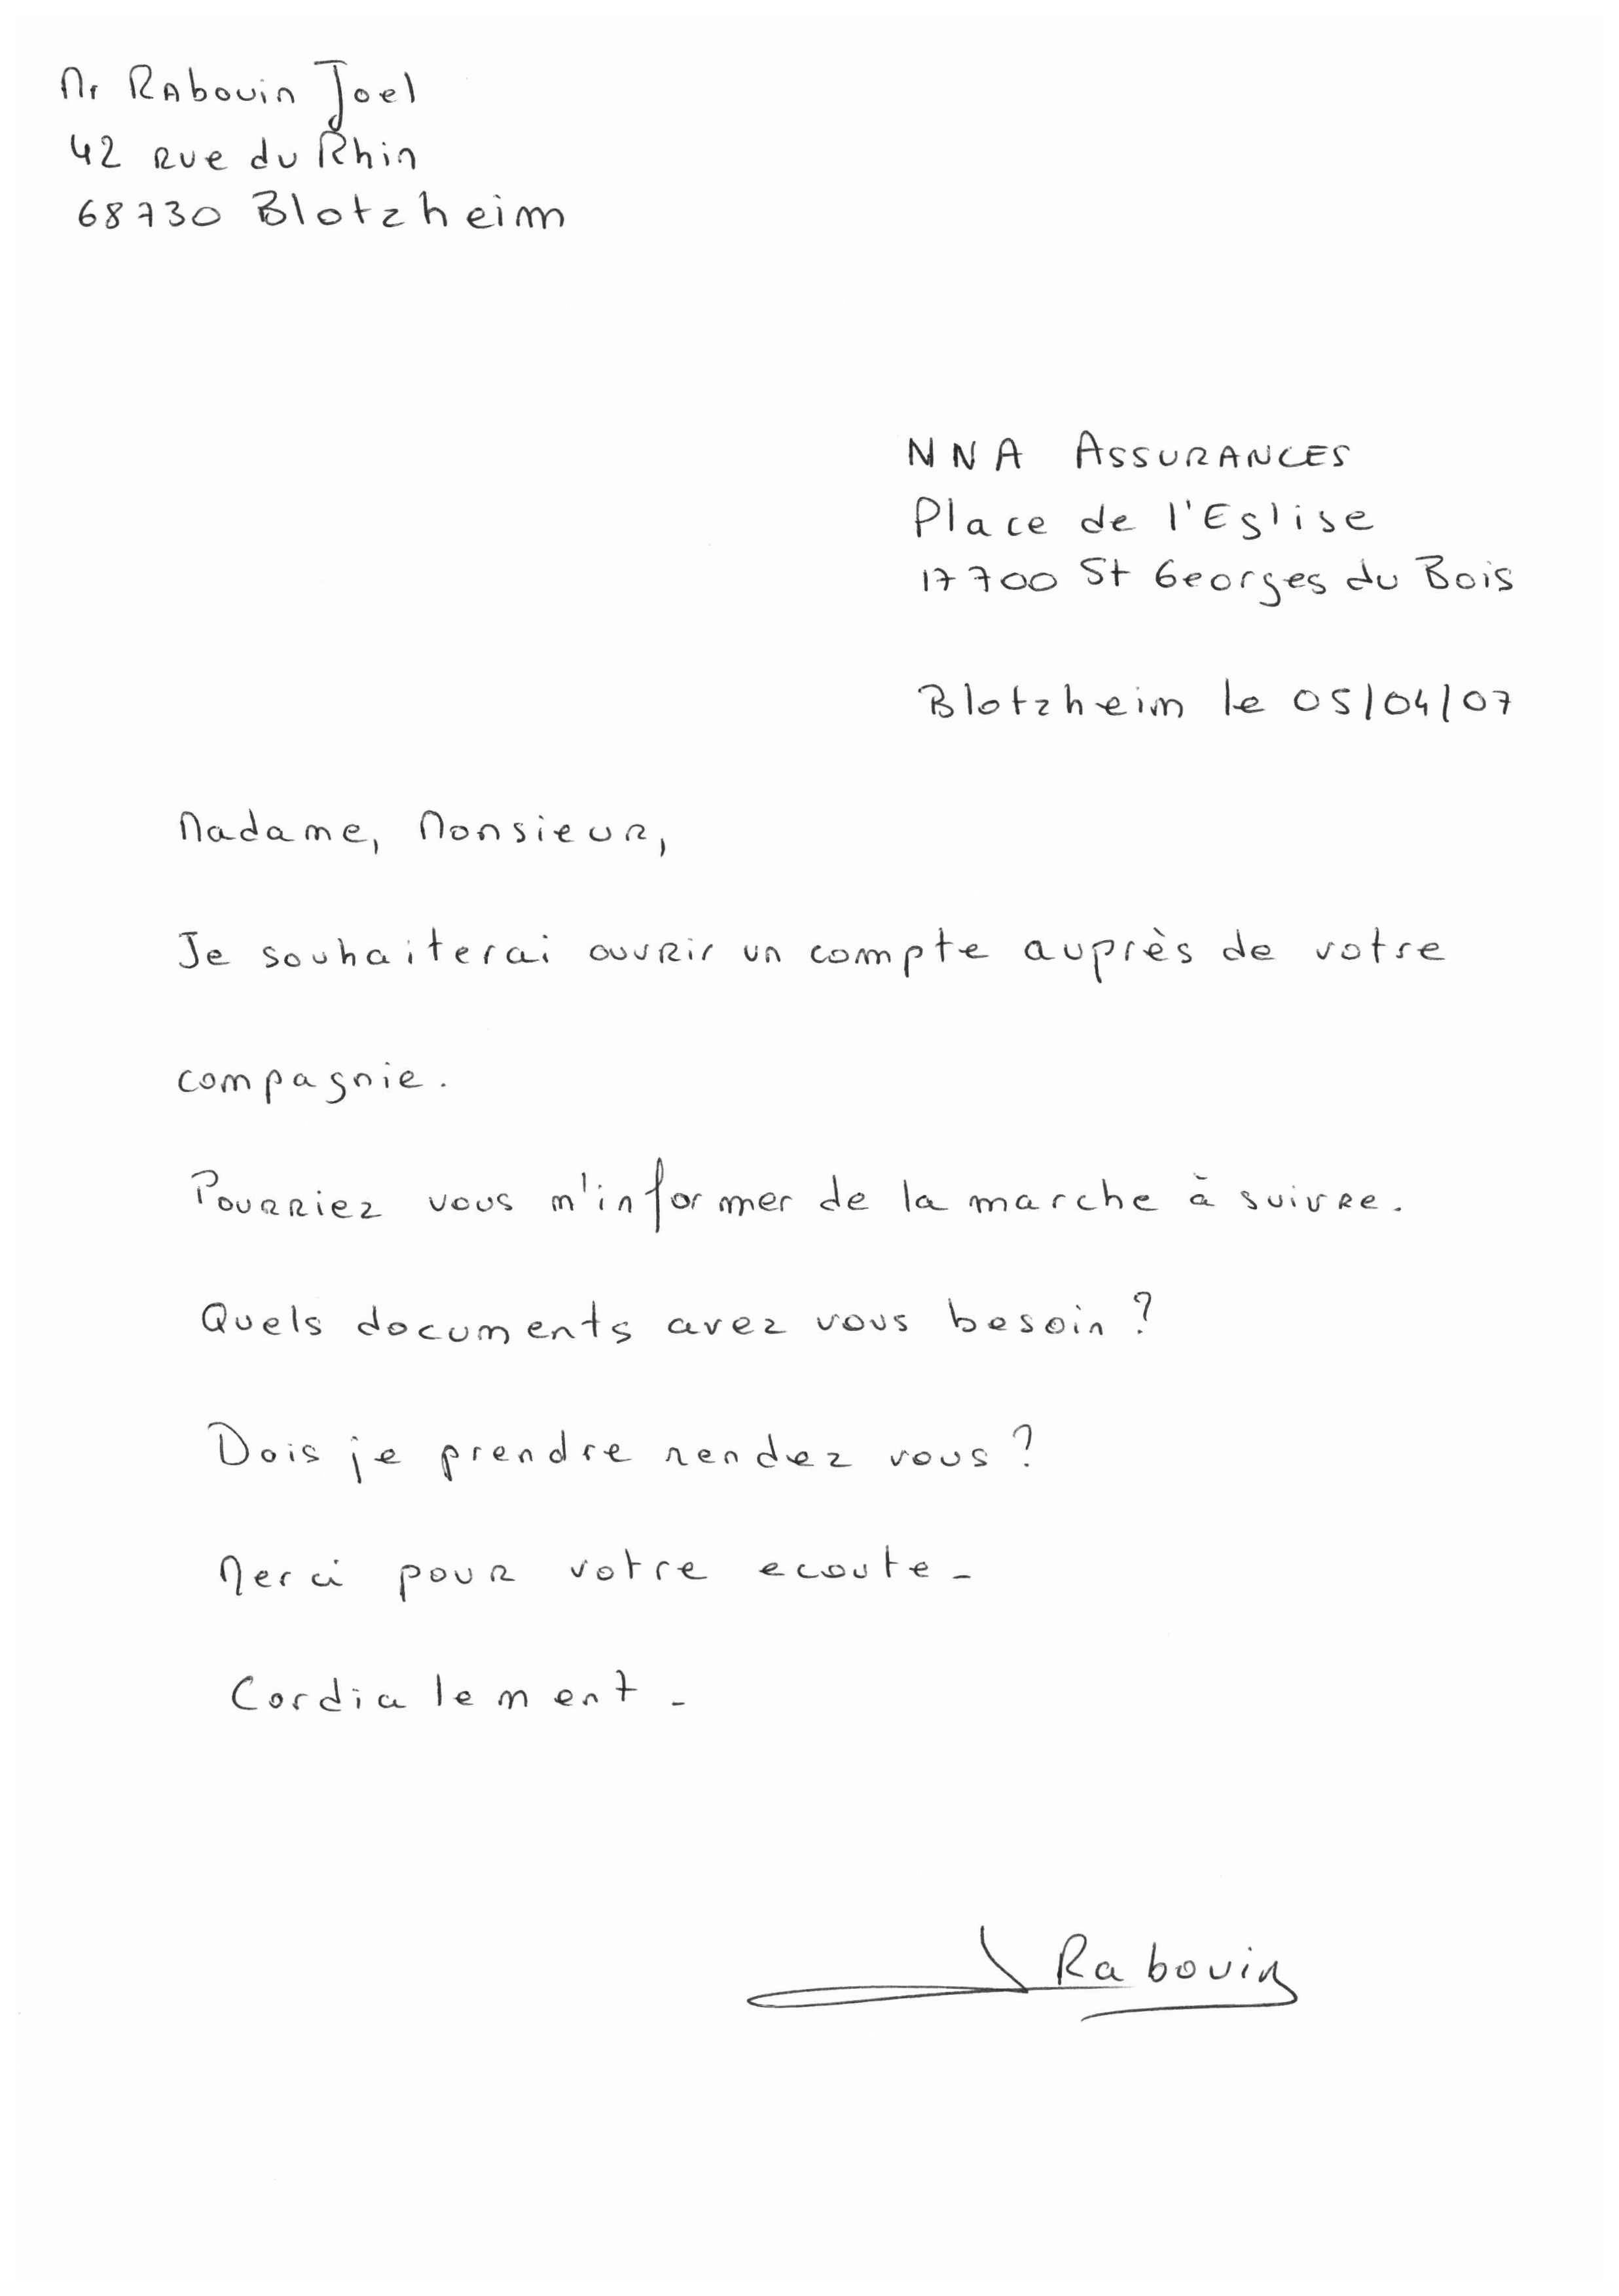 Mr Rabouin Joel
42 rue du Rhin
68730 Blotzheim
NNA ASSURANCES
Place de l'Eglise
17700 St Georges du Bois
Blotzheim le 05/04/07
Madame, Monsieur,
Je souhaiterai ouvrir un compte auprès de votre
compagnie.
Pourriez vous m'informer de la marche à suivre.
Quels documents avez vous besoin ?
Dois je prendre rendez vous ?
Merci pour votre ecoute -
Cordialement -
Rabouin